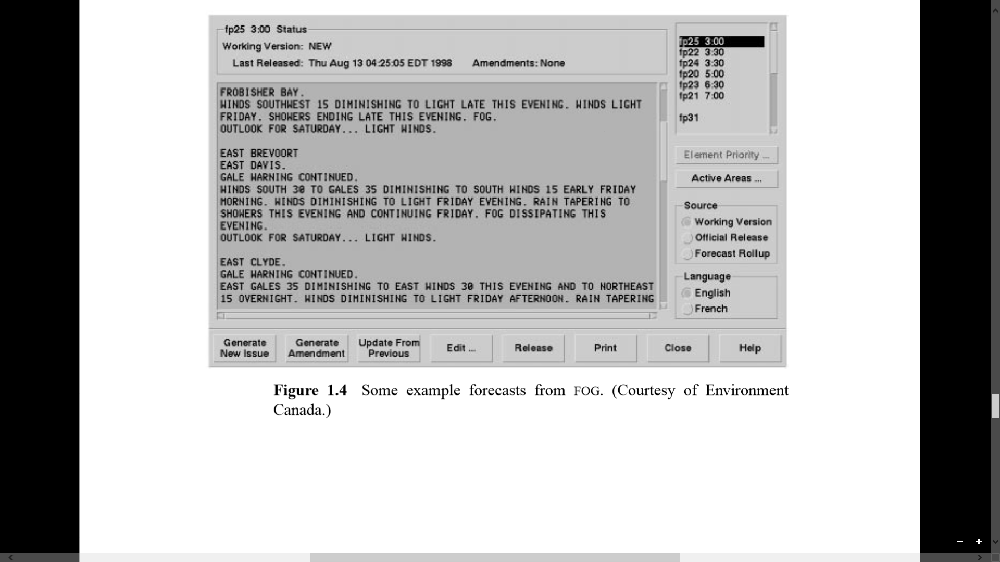 fp25 3:00 Status
Working Version: NEW
Last Released: Thu Aug 13 04:25:05 EDT 1998 Amendments: None
FROBISHER BAY.
WINDS SOUTHWEST 15 DIMINISHING TO LIGHT LATE THIS EVENING. WINDS LIGHT
FRIDAY. SHOWERS ENDING LATE THIS EVENING. FOG.
OUTLOOK FOR SATURDAY... LIGHT WINDS.
EAST BREVOORT
EAST DAVIS.
GALE WARNING CONTINUED.
WINDS SOUTH 30 TO GALES 35 DIMINISHING TO SOUTH WINDS 15 EARLY FRIDAY
MORNING. WINDS DIMINISHING TO LIGHT FRIDAY EVENING. RAIN TAPERING TO
SHOWERS THIS EVENING AND CONTINUING FRIDAY. FOG DISSIPATING THIS
EVENING.
OUTLOOK FOR SATURDAY... LIGHT WINDS.
EAST CLYDE.
GALE WARNING CONTINUED.
EAST GALES 35 DIMINISHING TO EAST WINDS 30 THIS EVENING AND TO NORTHEAST
15 OVERNIGHT. WINDS DIMINISHING TO LIGHT FRIDAY AFTERNOON. RAIN TAPERING
fp25 3:00
fp22 3:30
fp24 3:30
fp20 5:00
fp23 6:30
fp21 7:00
fp31
Element Priority ...
Active Areas ...
Source
Working Version
Official Release
Forecast Rollup
Language
English
French
Generate
New Issue
Generate
Amendment
Update From
Previous
Edit ...
Release
Print
Close
Help
Figure 1.4 Some example forecasts from FOG. (Courtesy of Environment
Canada.)